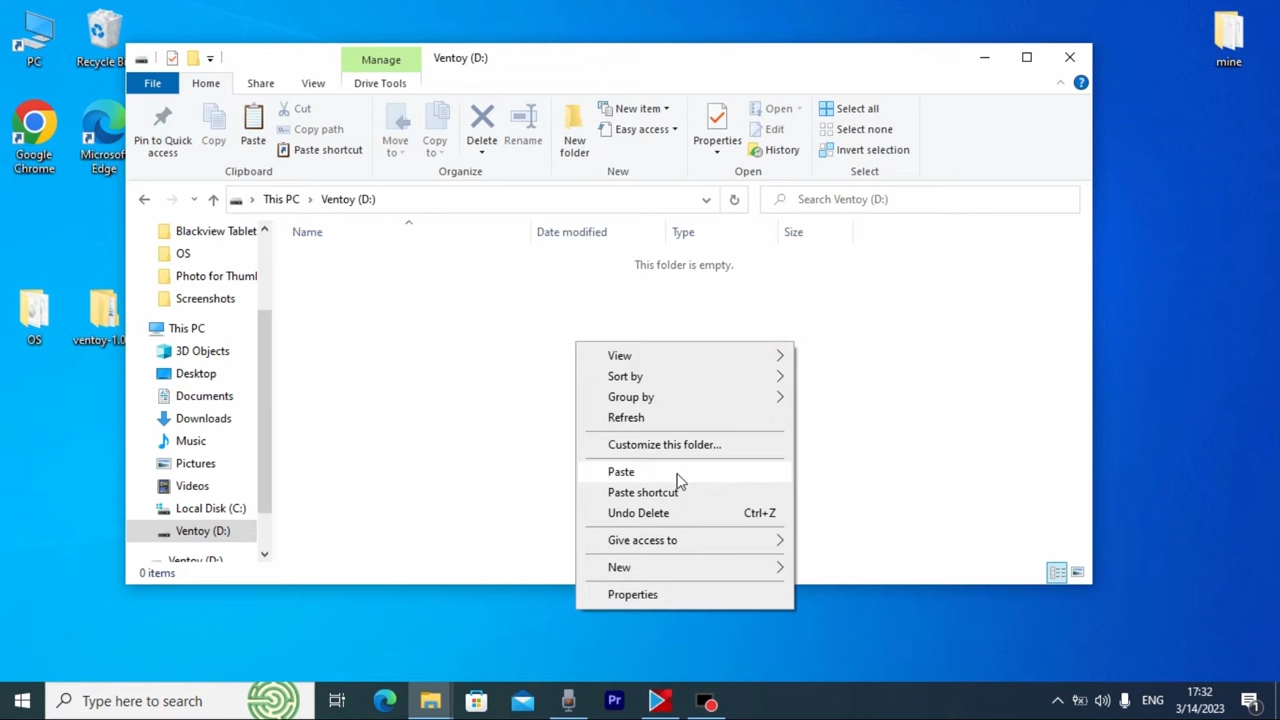 PC
Recycle Bi
Google
Chrome
Microsof
Edge
OS
ventoy-1.0
mine
Manage
Ventoy (D:)
File
Home
Share
View
Drive Tools
Pin to Quick
access
Copy
Paste
Cut
Copy path
Paste shortcut
Clipboard
Move
to
Copy
to
Delete
Rename
Organize
New
folder
New item
Easy access
New
Properties
Open
Edit
History
Open
Select all
Select none
Invert selection
Select
This PC
Ventoy (D:)
Search Ventoy (D:)
Blackview Tablet
OS
Photo for Thum
Screenshots
This PC
3D Objects
Desktop
Documents
Downloads
Music
Pictures
Videos
Local Disk (C:)
Ventoy (D:)
Ventoy (D:)
Name
Date modified
Type
Size
This folder is empty.
View
Sort by
Group by
Refresh
Customize this folder...
Paste
Paste shortcut
Undo Delete Ctrl+Z
Give access to
New
Properties
0 items
Type here to search
Pr
ENG
17:32
3/14/2023
1